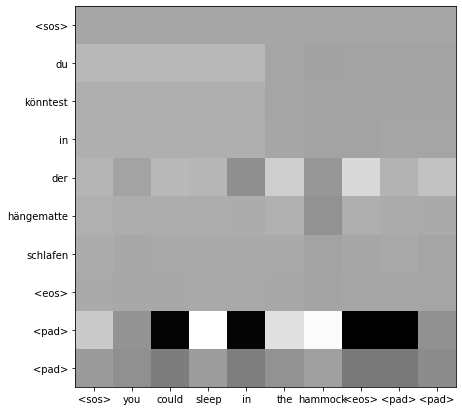 <sos>
du
könntest
in
der
hängematte
schlafen
<eos>
<pad>
<pad>
<sos> you could sleep in the hammock <eos> <pad> <pad>